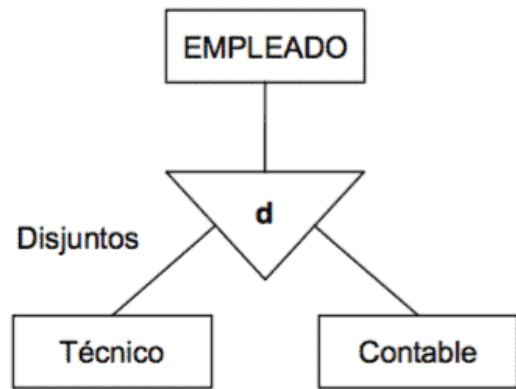 EMPLEADO
d
Disjuntos
Técnico
Contable